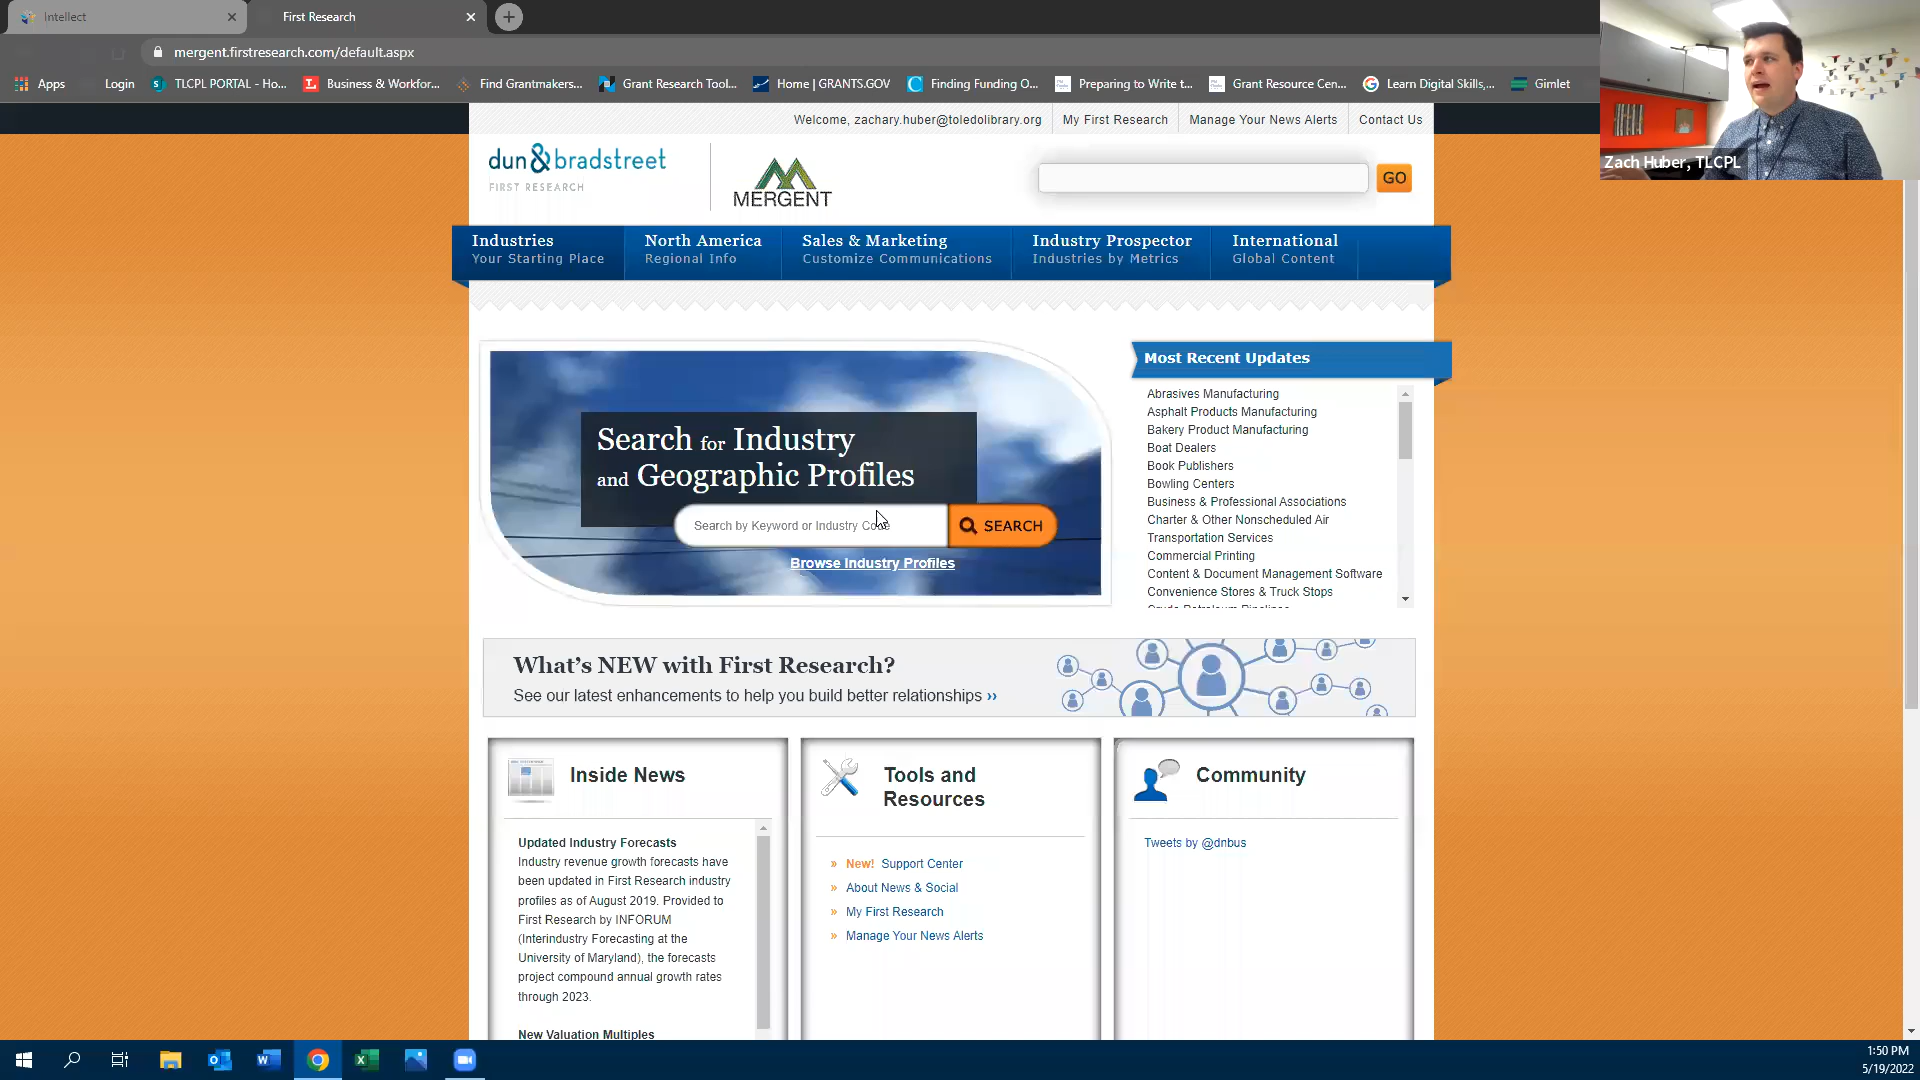 Intellect
First Research
mergent.firstresearch.com/default.aspx
Apps
Login
TLCPL PORTAL - Ho...
Business & Workfor...
Find Grantmakers...
Grant Research Tool...
Home | GRANTS.GOV
Finding Funding O...
Preparing to Write t...
Grant Resource Cen...
Learn Digital Skills,...
Gimlet
Zach Huber, TLCPL
Welcome, zachary.huber@toledolibrary.org
My First Research
Manage Your News Alerts
Contact Us
dun&bradstreet
FIRST RESEARCH
MERGENT
GO
Industries
Your Starting Place
North America
Regional Info
Sales & Marketing
Customize Communications
Industry Prospector
Industries by Metrics
International
Global Content
Search for Industry
and Geographic Profiles
Search by Keyword or Industry Code
SEARCH
Browse Industry Profiles
Most Recent Updates
Abrasives Manufacturing
Asphalt Products Manufacturing
Bakery Product Manufacturing
Boat Dealers
Book Publishers
Bowling Centers
Business & Professional Associations
Charter & Other Nonscheduled Air
Transportation Services
Commercial Printing
Content & Document Management Software
Convenience Stores & Truck Stops
Crude Petroleum Pipelines
What's NEW with First Research?
See our latest enhancements to help you build better relationships ››
Inside News
Updated Industry Forecasts
Industry revenue growth forecasts have
been updated in First Research industry
profiles as of August 2019. Provided to
First Research by INFORUM
(Interindustry Forecasting at the
University of Maryland), the forecasts
project compound annual growth rates
through 2023.
New Valuation Multiples
Tools and
Resources
» New! Support Center
» About News & Social
» My First Research
» Manage Your News Alerts
Community
Tweets by @dnbus
1:50 PM
5/19/2022